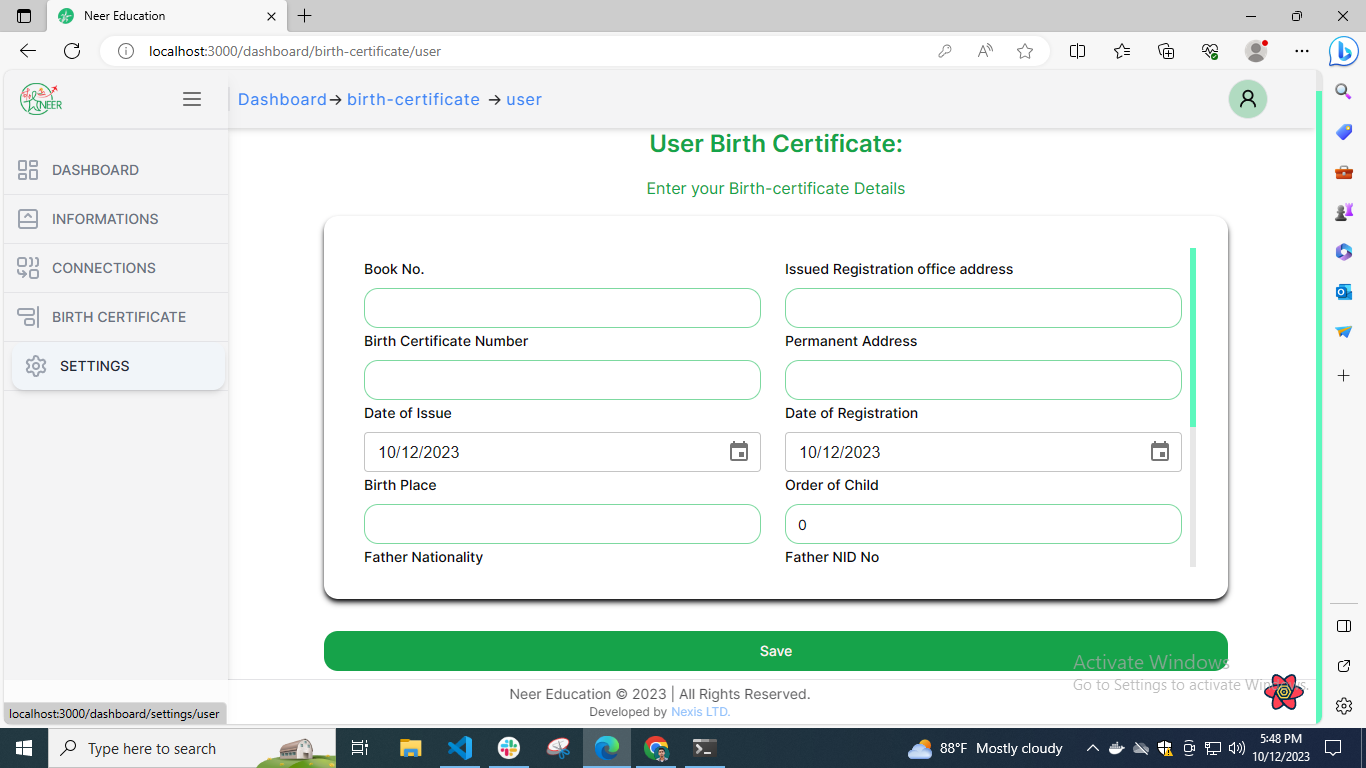 Neer Education
localhost:3000/dashboard/birth-certificate/user
NEER
Dashboard → birth-certificate → user
DASHBOARD
INFORMATIONS
CONNECTIONS
BIRTH CERTIFICATE
SETTINGS
User Birth Certificate:
Enter your Birth-certificate Details
Book No.
Issued Registration office address
Birth Certificate Number
Permanent Address
Date of Issue
Date of Registration
10/12/2023
10/12/2023
Birth Place
Order of Child
0
Father Nationality
Father NID No
Save
Activate Windows
Go to Settings to activate Windows.
Neer Education © 2023 | All Rights Reserved.
Developed by Nexis LTD.
localhost:3000/dashboard/settings/user
Type here to search
88°F Mostly cloudy
5:48 PM
10/12/2023